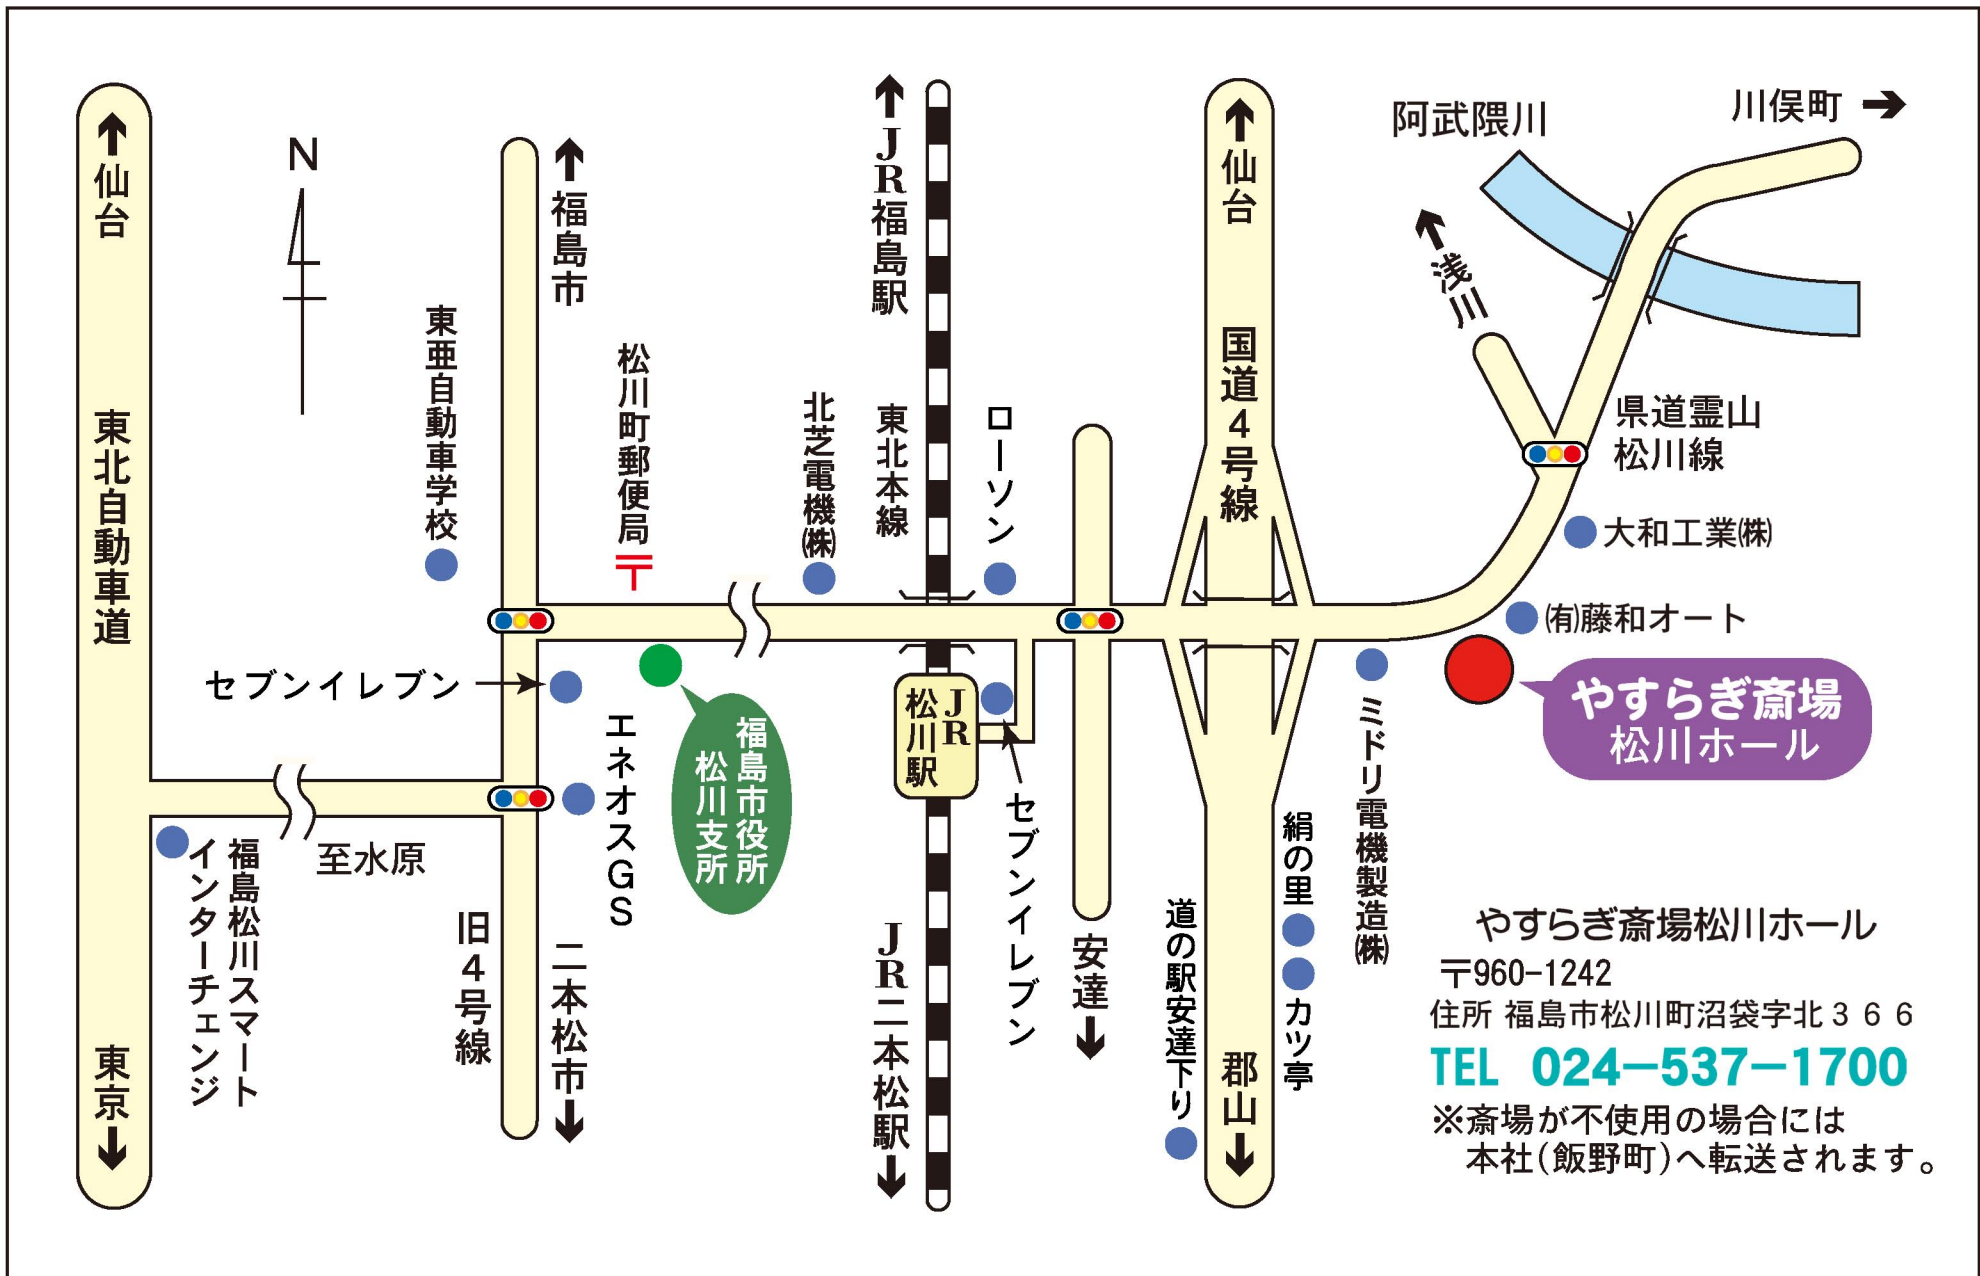 仙台
東北自動車道
東京
N
福島市
東亜自動車学校
松川町郵便局
〒
北芝電機㈱
JR福島駅
東北本線
ローソン
仙台
国道4号線
阿武隈川
川俣町
浅川
県道霊山
松川線
大和工業㈱
㈲藤和オート
やすらぎ斎場
松川ホール
セブンイレブン
エネオスGS
福島市役所
松川支所
JR
松川駅
セブンイレブン
ミドリ電機製造㈱
絹の里
カツ亭
道の駅安達下り
安達
郡山
JR二本松駅
二本松市
旧4号線
至水原
福島松川スマート
インターチェンジ
やすらぎ斎場松川ホール
〒960-1242
住所 福島市松川町沼袋字北366
TEL 024-537-1700
※斎場が不使用の場合には
本社(飯野町)へ転送されます。